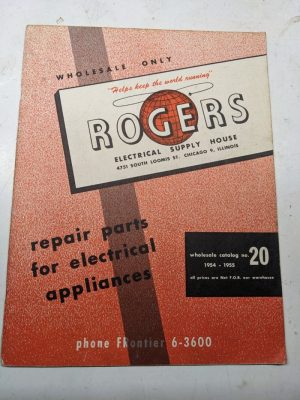 WHOLESALE ONLY
"Helps keep the world running"
ROGERS
ELECTRICAL SUPPLY HOUSE
4751 SOUTH LOOMIS ST. CHICAGO 9, ILLINOIS
repair parts
for electrical
appliances
wholesale catalog no. 20
1954 - 1955
all prices are Net F.O.B. our warehouse
phone FRontier 6-3600